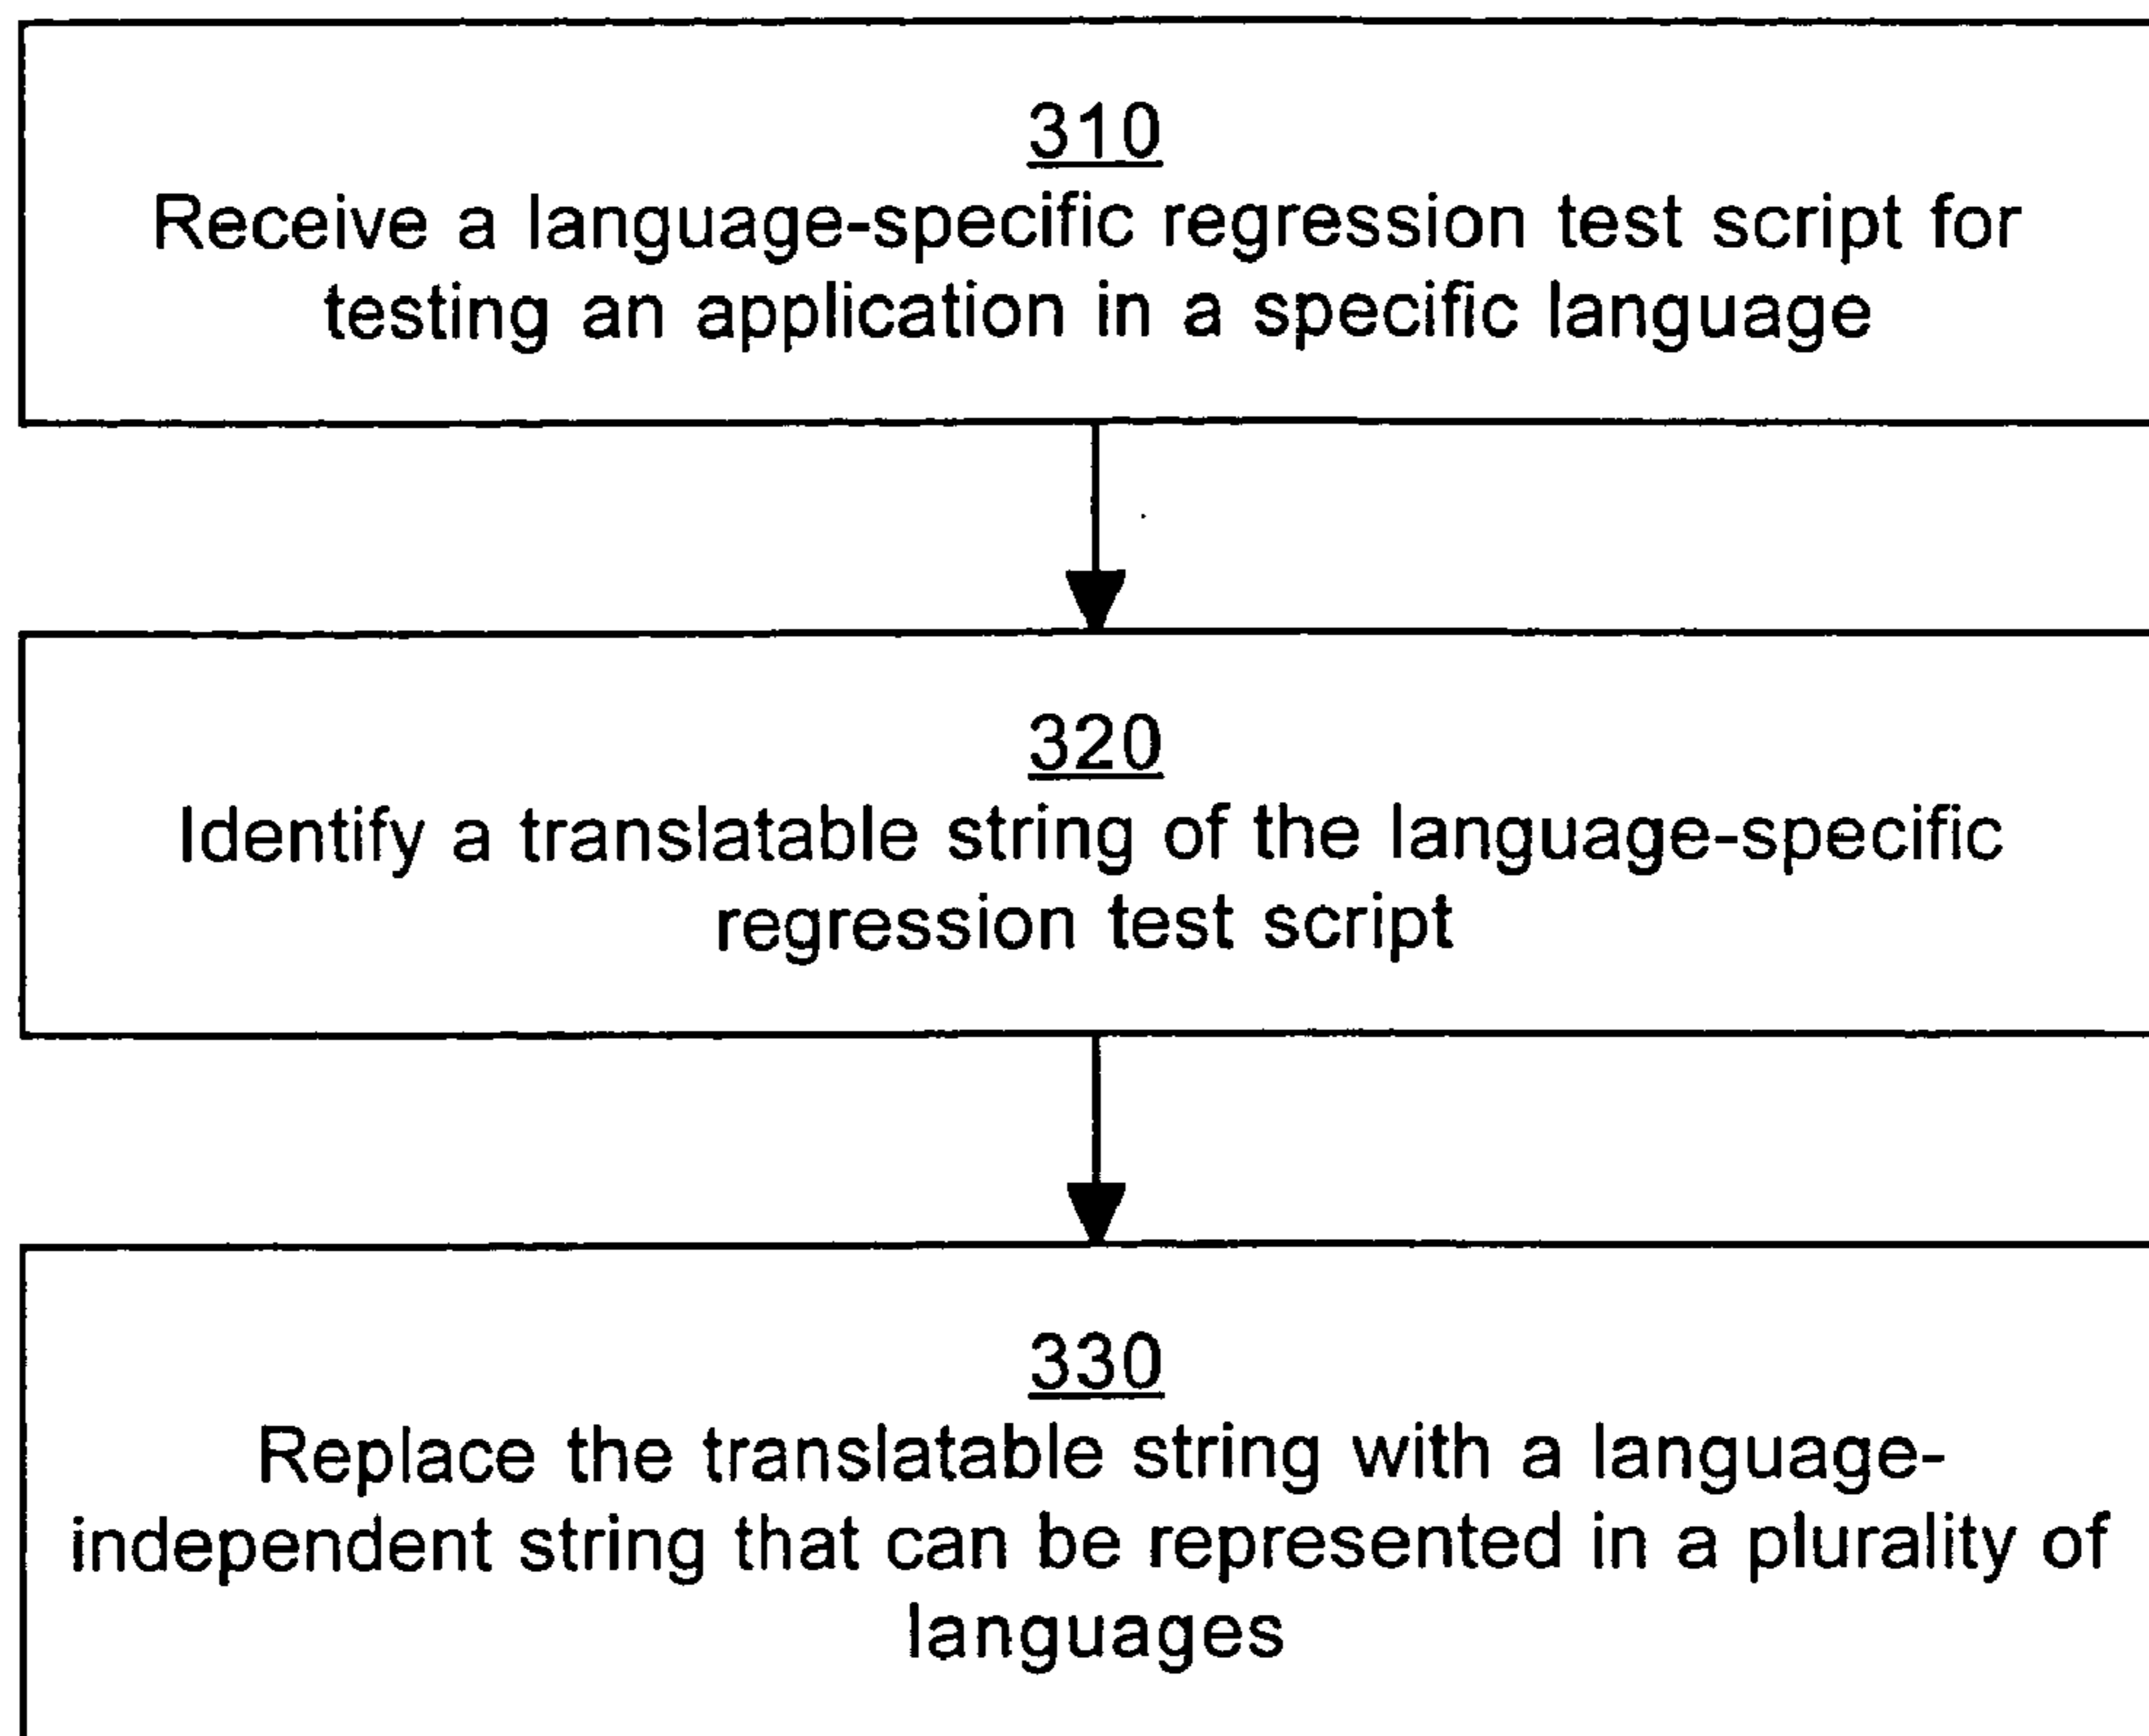 310
Receive a language-specific regression test script for
testing an application in a specific language
320
Identify a translatable string of the language-specific
regression test script
330
Replace the translatable string with a language-
independent string that can be represented in a plurality of
languages